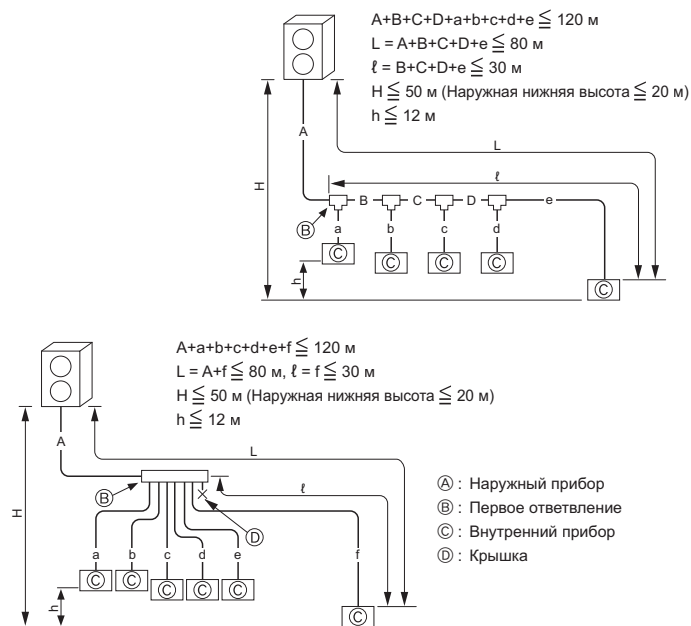 A+B+C+D+a+b+c+d+e ≦ 120 м
L = A+B+C+D+e ≦ 80 м
ℓ = B+C+D+e ≦ 30 м
H ≦ 50 м (Наружная нижняя высота ≦ 20 м)
h ≦ 12 м
A
L
H
ℓ
B C D e
Ⓑ a b c d
Ⓒ Ⓒ Ⓒ Ⓒ
h
Ⓒ
A+a+b+c+d+e+f ≦ 120 м
L = A+f ≦ 80 м, ℓ = f ≦ 30 м
H ≦ 50 м (Наружная нижняя высота ≦ 20 м)
h ≦ 12 м
A
L
H
Ⓑ ℓ
Ⓓ
a b c d e f
Ⓒ Ⓒ Ⓒ Ⓒ Ⓒ
h
Ⓒ
Ⓐ : Наружный прибор
Ⓑ : Первое ответвление
Ⓒ : Внутренний прибор
Ⓓ : Крышка